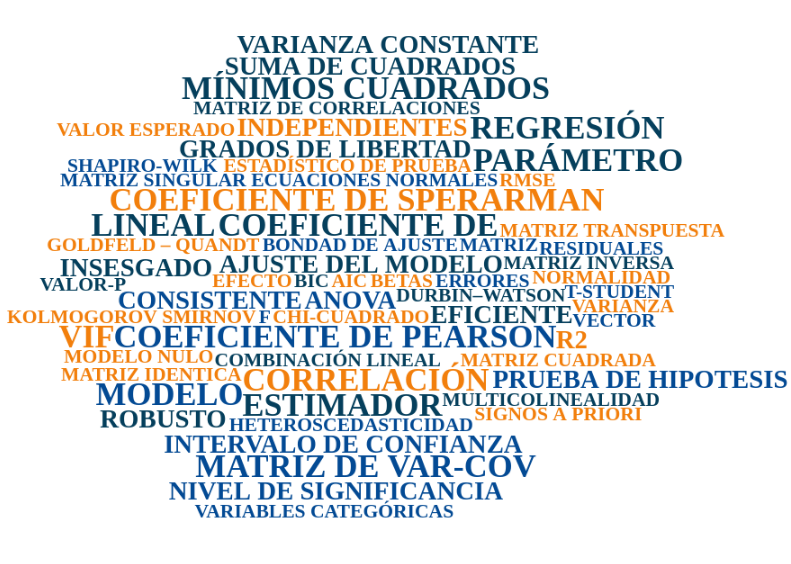 VARIANZA CONSTANTE
SUMA DE CUADRADOS
MÍNIMOS CUADRADOS
MATRIZ DE CORRELACIONES
VALOR ESPERADO INDEPENDIENTES REGRESIÓN
GRADOS DE LIBERTAD PARÁMETRO
SHAPIRO-WILK ESTADÍSTICO DE PRUEBA
MATRIZ SINGULAR ECUACIONES NORMALES RMSE
COEFICIENTE DE SPERARMAN
LINEAL COEFICIENTE DE MATRIZ TRANSPUESTA
GOLDFELD – QUANDT BONDAD DE AJUSTE MATRIZ RESIDUALES
INSESGADO AJUSTE DEL MODELO MATRIZ INVERSA
VALOR-P EFECTO BIC AIC BETAS ERRORES NORMALIDAD
CONSISTENTE ANOVA DURBIN–WATSON T-STUDENT
KOLMOGOROV SMIRNOV F CHI-CUADRADO EFICIENTE VARIANZA
VECTOR
VIF COEFICIENTE DE PEARSON R2
MODELO NULO COMBINACIÓN LINEAL MATRIZ CUADRADA
MATRIZ IDENTICA CORRELACIÓN PRUEBA DE HIPOTESIS
MODELO ESTIMADOR MULTICOLINEALIDAD
ROBUSTO HETEROSCEDASTICIDAD SIGNOS A PRIORI
INTERVALO DE CONFIANZA
MATRIZ DE VAR-COV
NIVEL DE SIGNIFICANCIA
VARIABLES CATEGÓRICAS